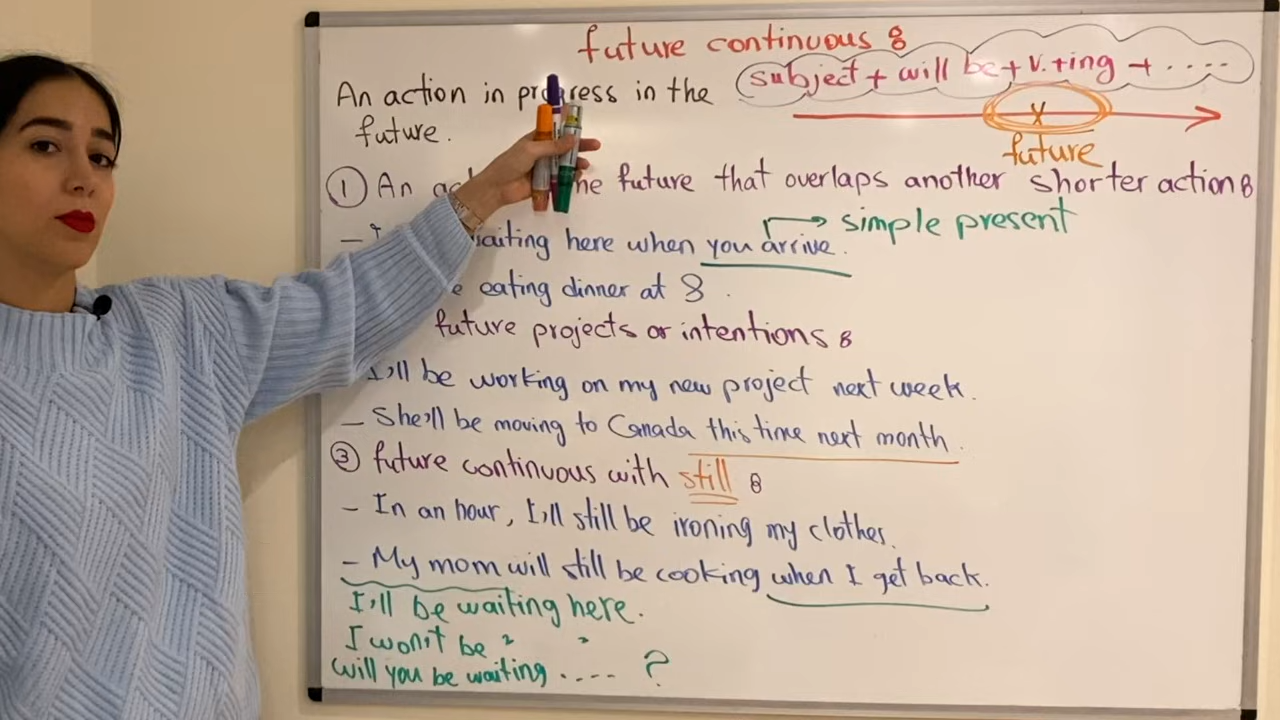 future continuous :
An action in progress in the
future.
subject + will be + v. + ing + ....
future
① An the future that overlaps another shorter action :
waiting here when you arrive.
simple present
eating dinner at 8.
future projects or intentions :
I'll be working on my new project next week.
_ She'll be moving to Canada this time next month.
③ future continuous with still :
- In an hour, I'll still be ironing my clothes.
- My mom will still be cooking when I get back.
I'll be waiting here.
I won't be " "
Will you be waiting .... ?